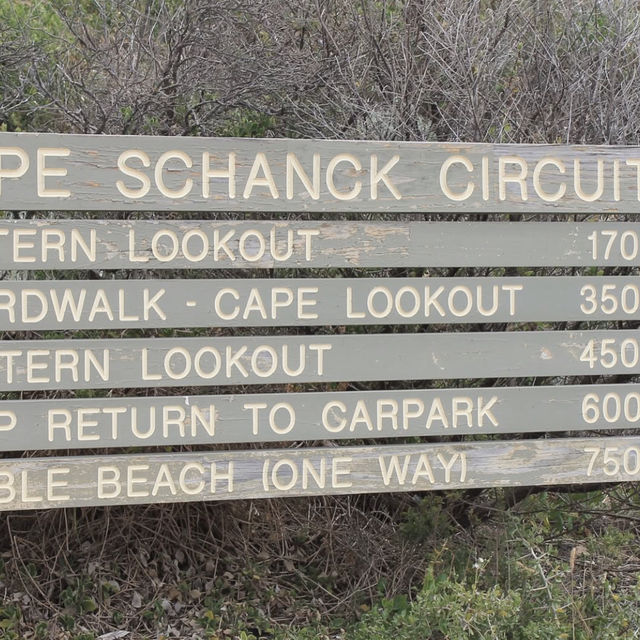 PE SCHANCK CIRCUIT
TERN LOOKOUT 170
RDWALK - CAPE LOOKOUT 350
TERN LOOKOUT 450
P RETURN TO CARPARK 600
BLE BEACH (ONE WAY) 750